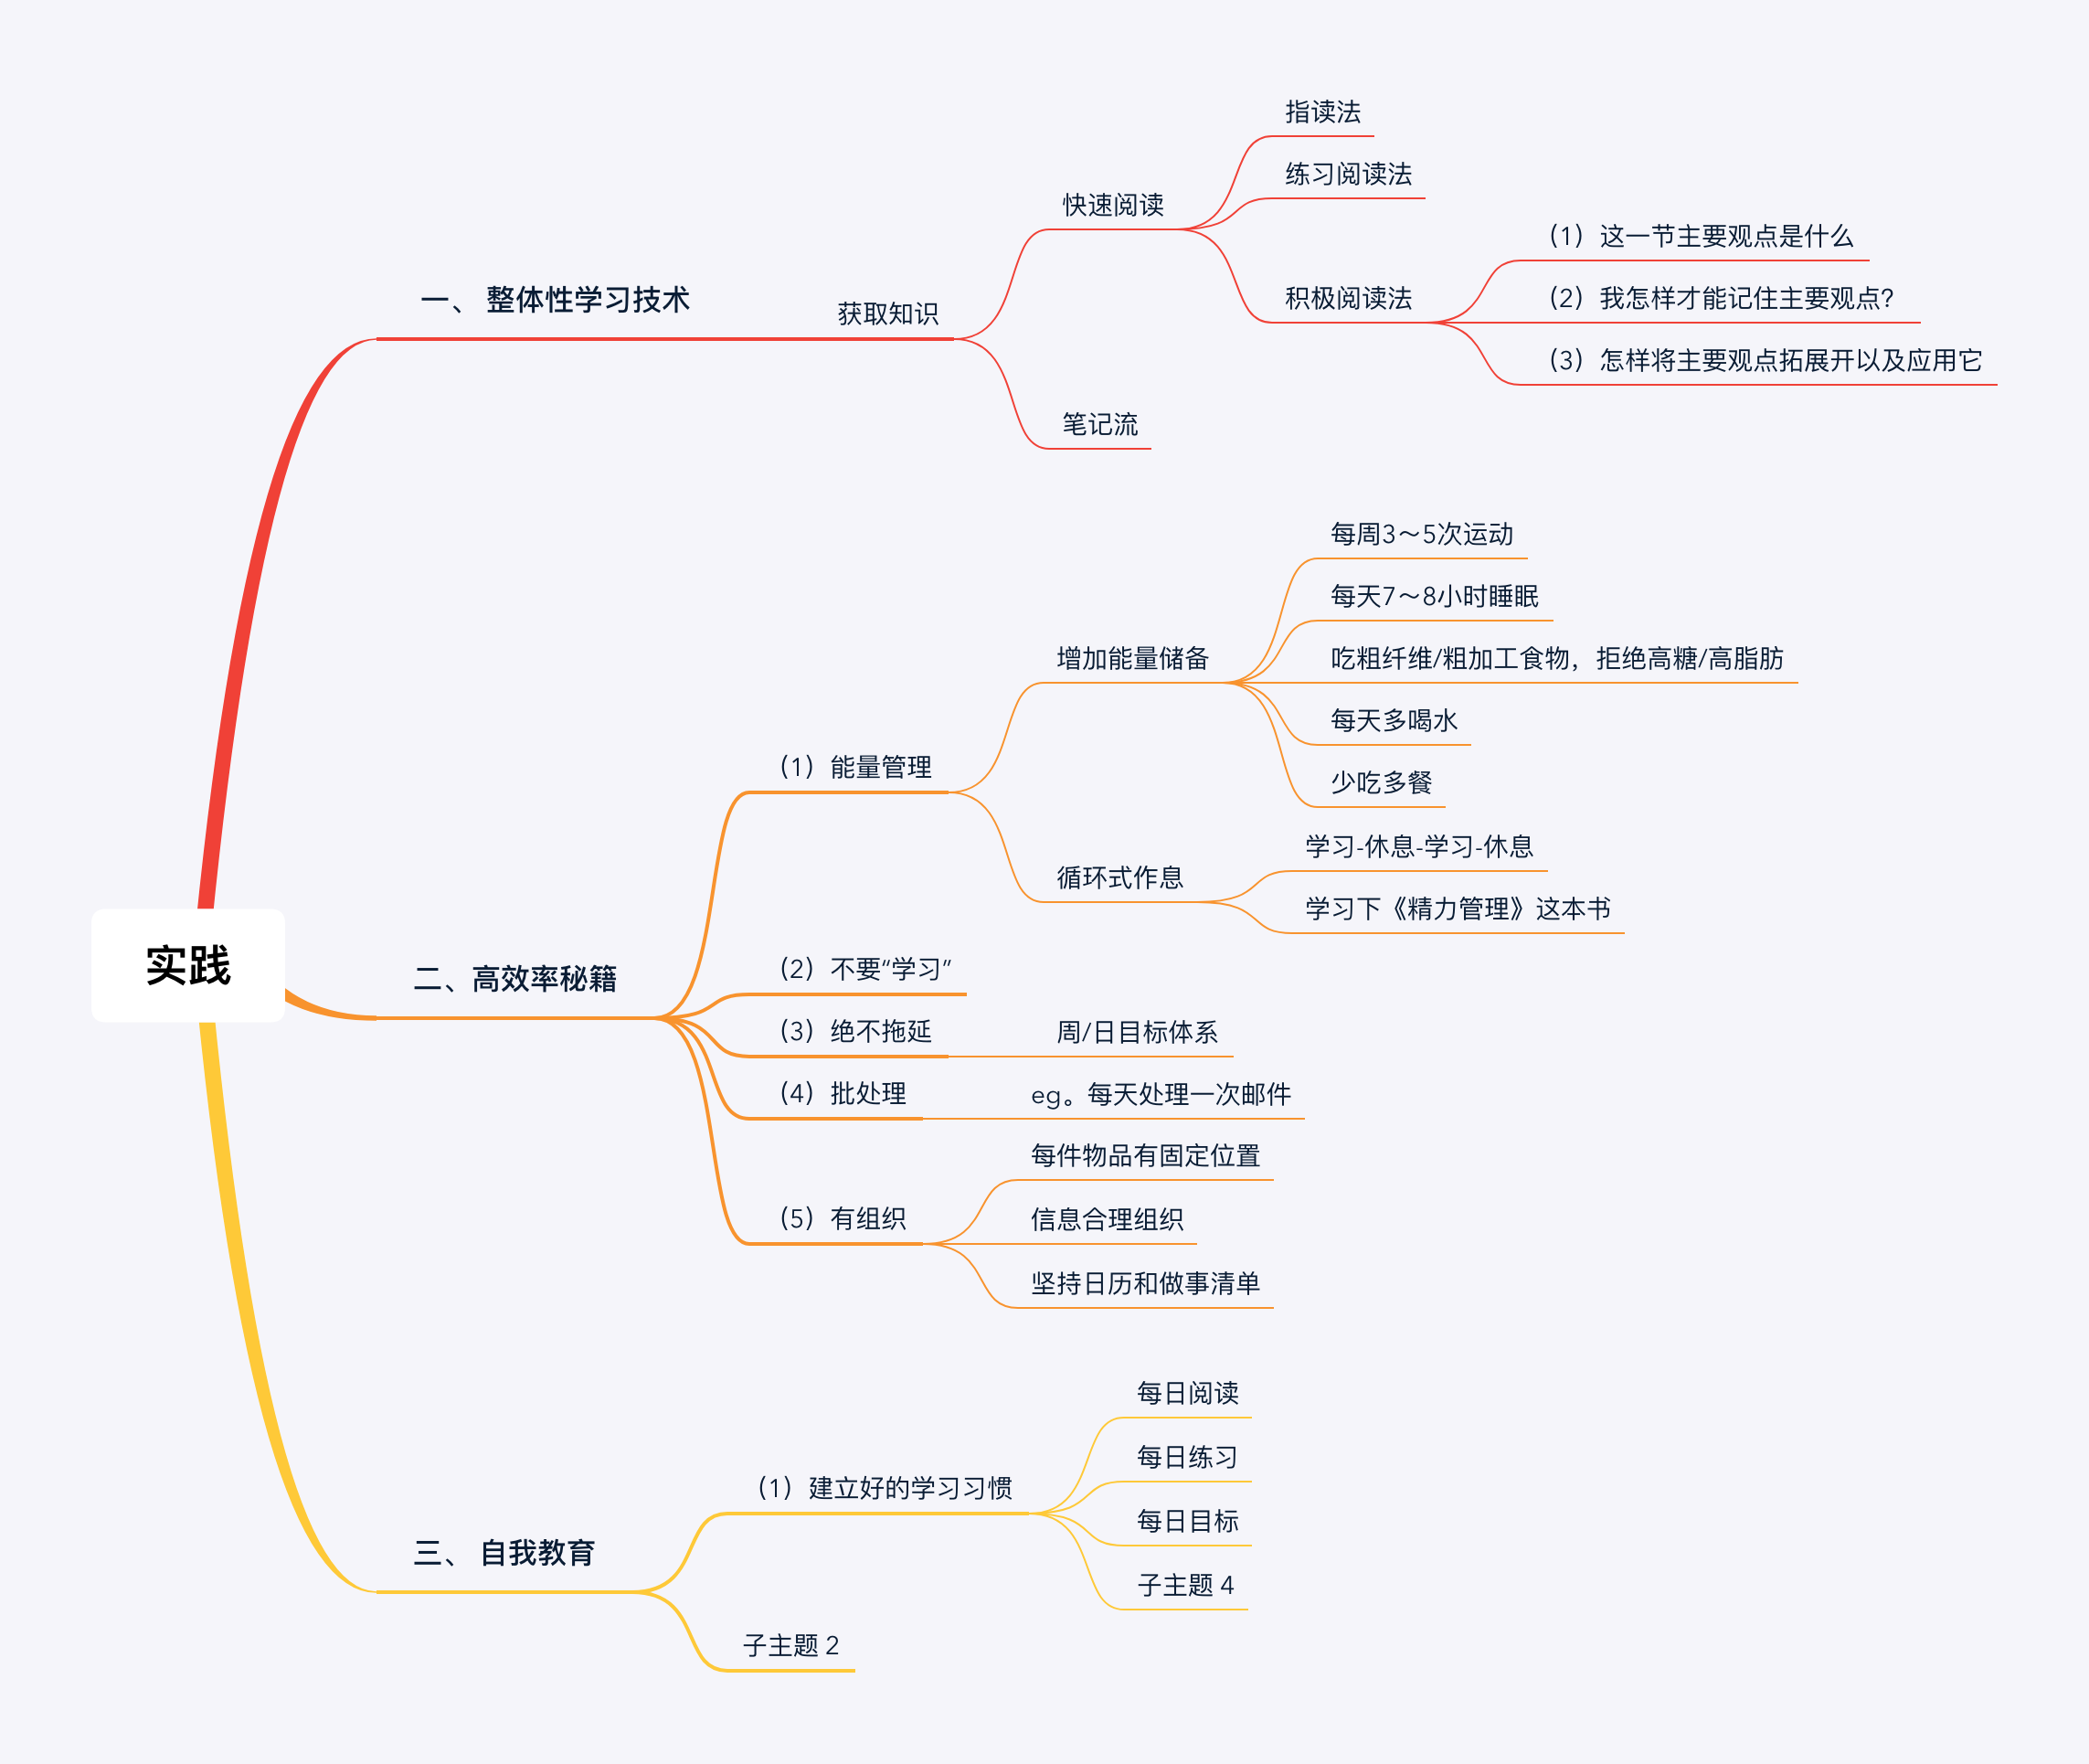 实践
一、 整体性学习技术
获取知识
快速阅读
指读法
练习阅读法
积极阅读法
（1）这一节主要观点是什么
（2）我怎样才能记住主要观点？
（3）怎样将主要观点拓展开以及应用它
笔记流
二、高效率秘籍
（1）能量管理
增加能量储备
每周3～5次运动
每天7～8小时睡眠
吃粗纤维/粗加工食物，拒绝高糖/高脂肪
每天多喝水
少吃多餐
循环式作息
学习-休息-学习-休息
学习下《精力管理》这本书
（2）不要“学习”
（3）绝不拖延
周/日目标体系
（4）批处理
eg。每天处理一次邮件
（5）有组织
每件物品有固定位置
信息合理组织
坚持日历和做事清单
三、 自我教育
（1）建立好的学习习惯
每日阅读
每日练习
每日目标
子主题 4
子主题 2